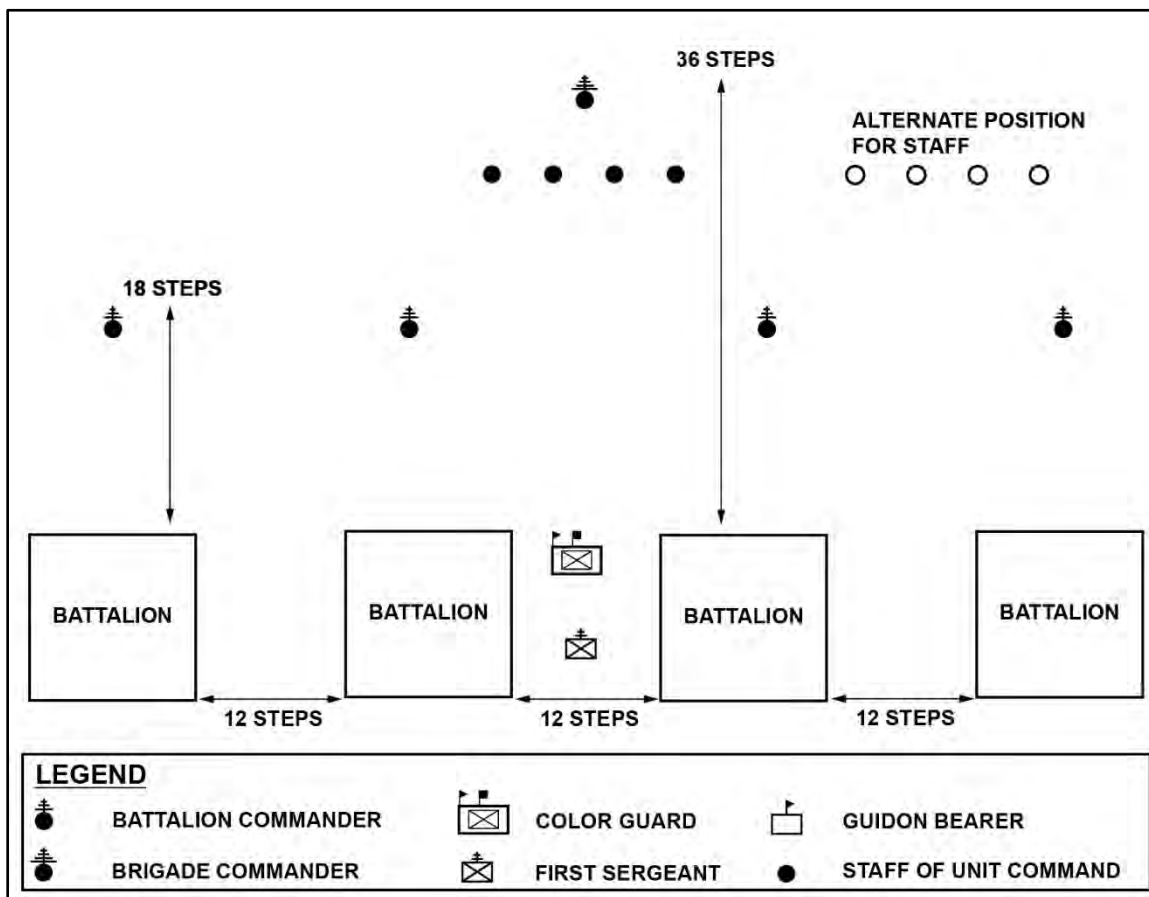 36 STEPS
ALTERNATE POSITION
FOR STAFF
18 STEPS
BATTALION
BATTALION
BATTALION
BATTALION
12 STEPS
12 STEPS
12 STEPS
LEGEND
BATTALION COMMANDER
COLOR GUARD
GUIDON BEARER
BRIGADE COMMANDER
FIRST SERGEANT
STAFF OF UNIT COMMAND